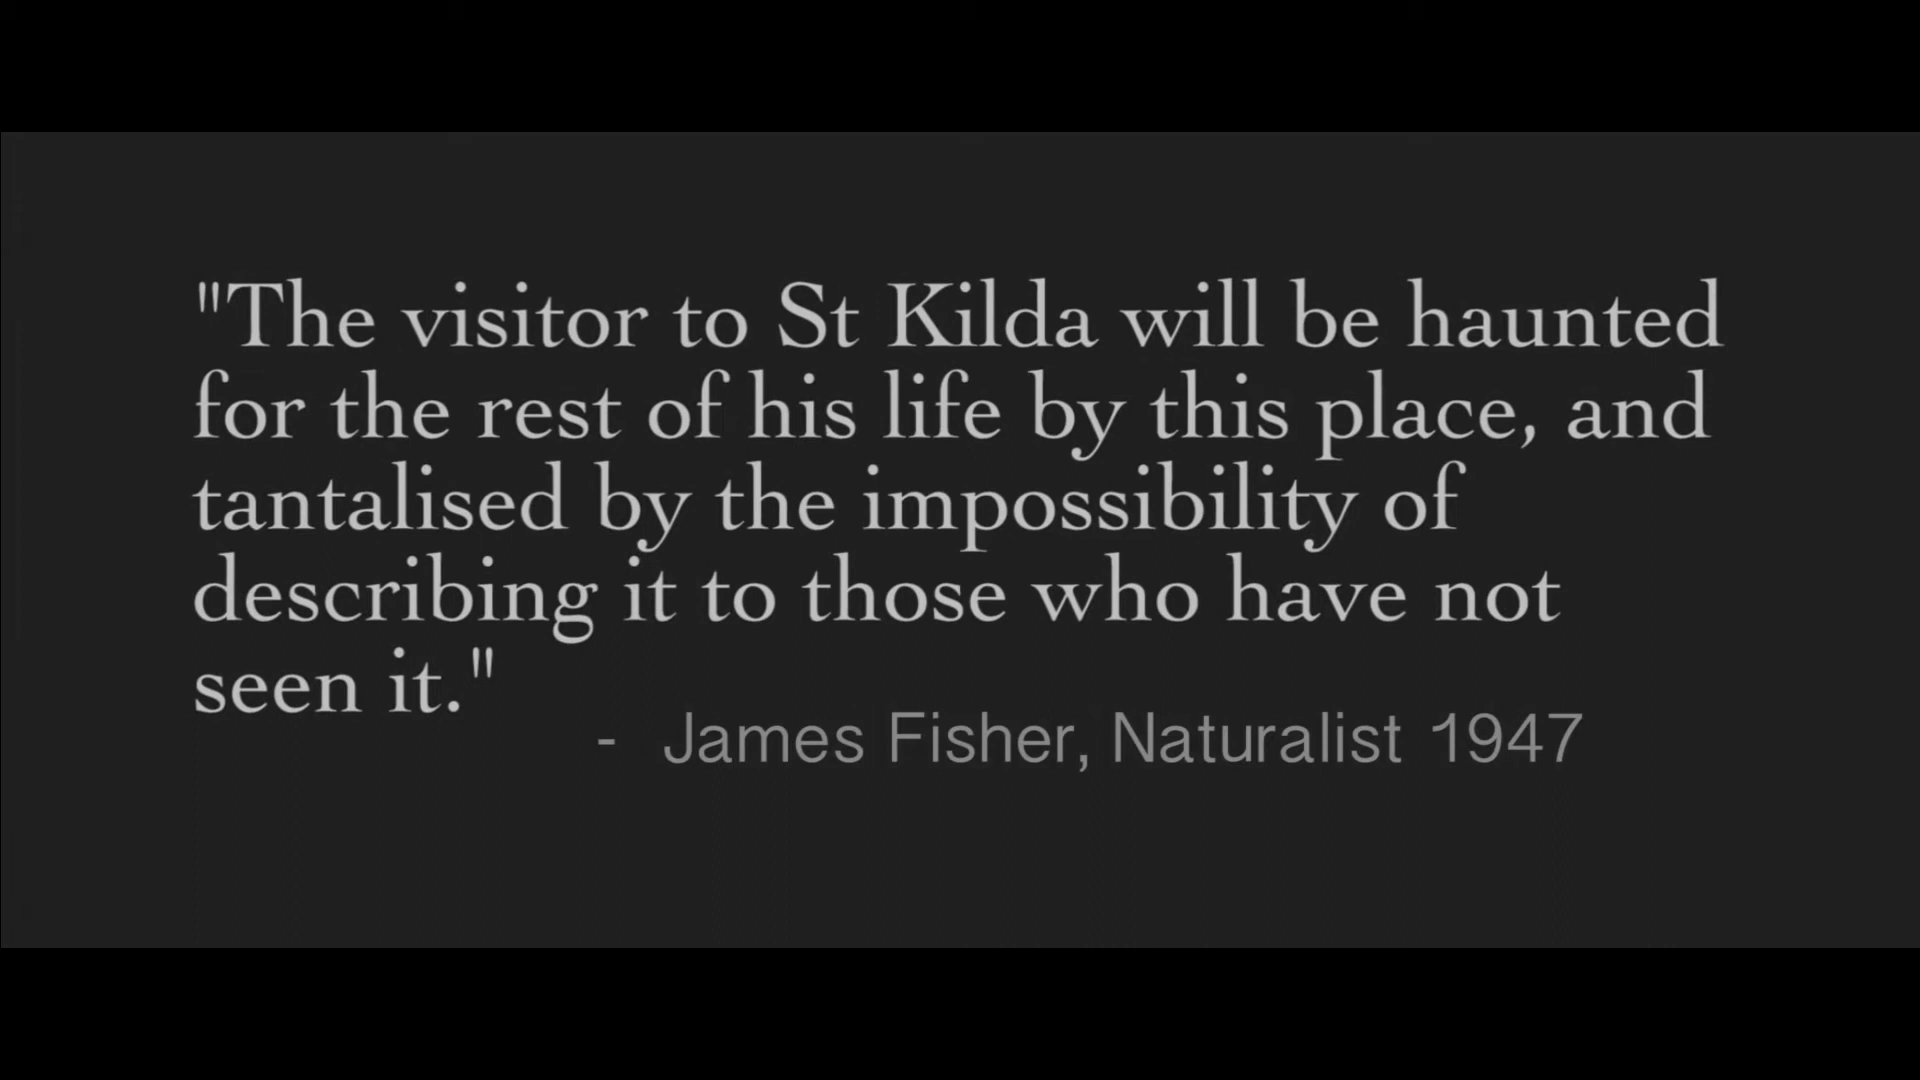 "The visitor to St Kilda will be haunted
for the rest of his life by this place, and
tantalised by the impossibility of
describing it to those who have not
seen it."
- James Fisher, Naturalist 1947